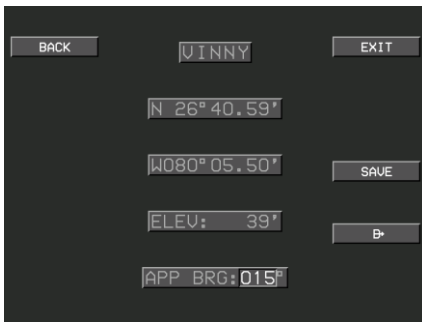 BACK
VINNY
EXIT
N 26°40.59'
W080°05.50'
SAVE
ELEV: 39'
APP BRG:015°